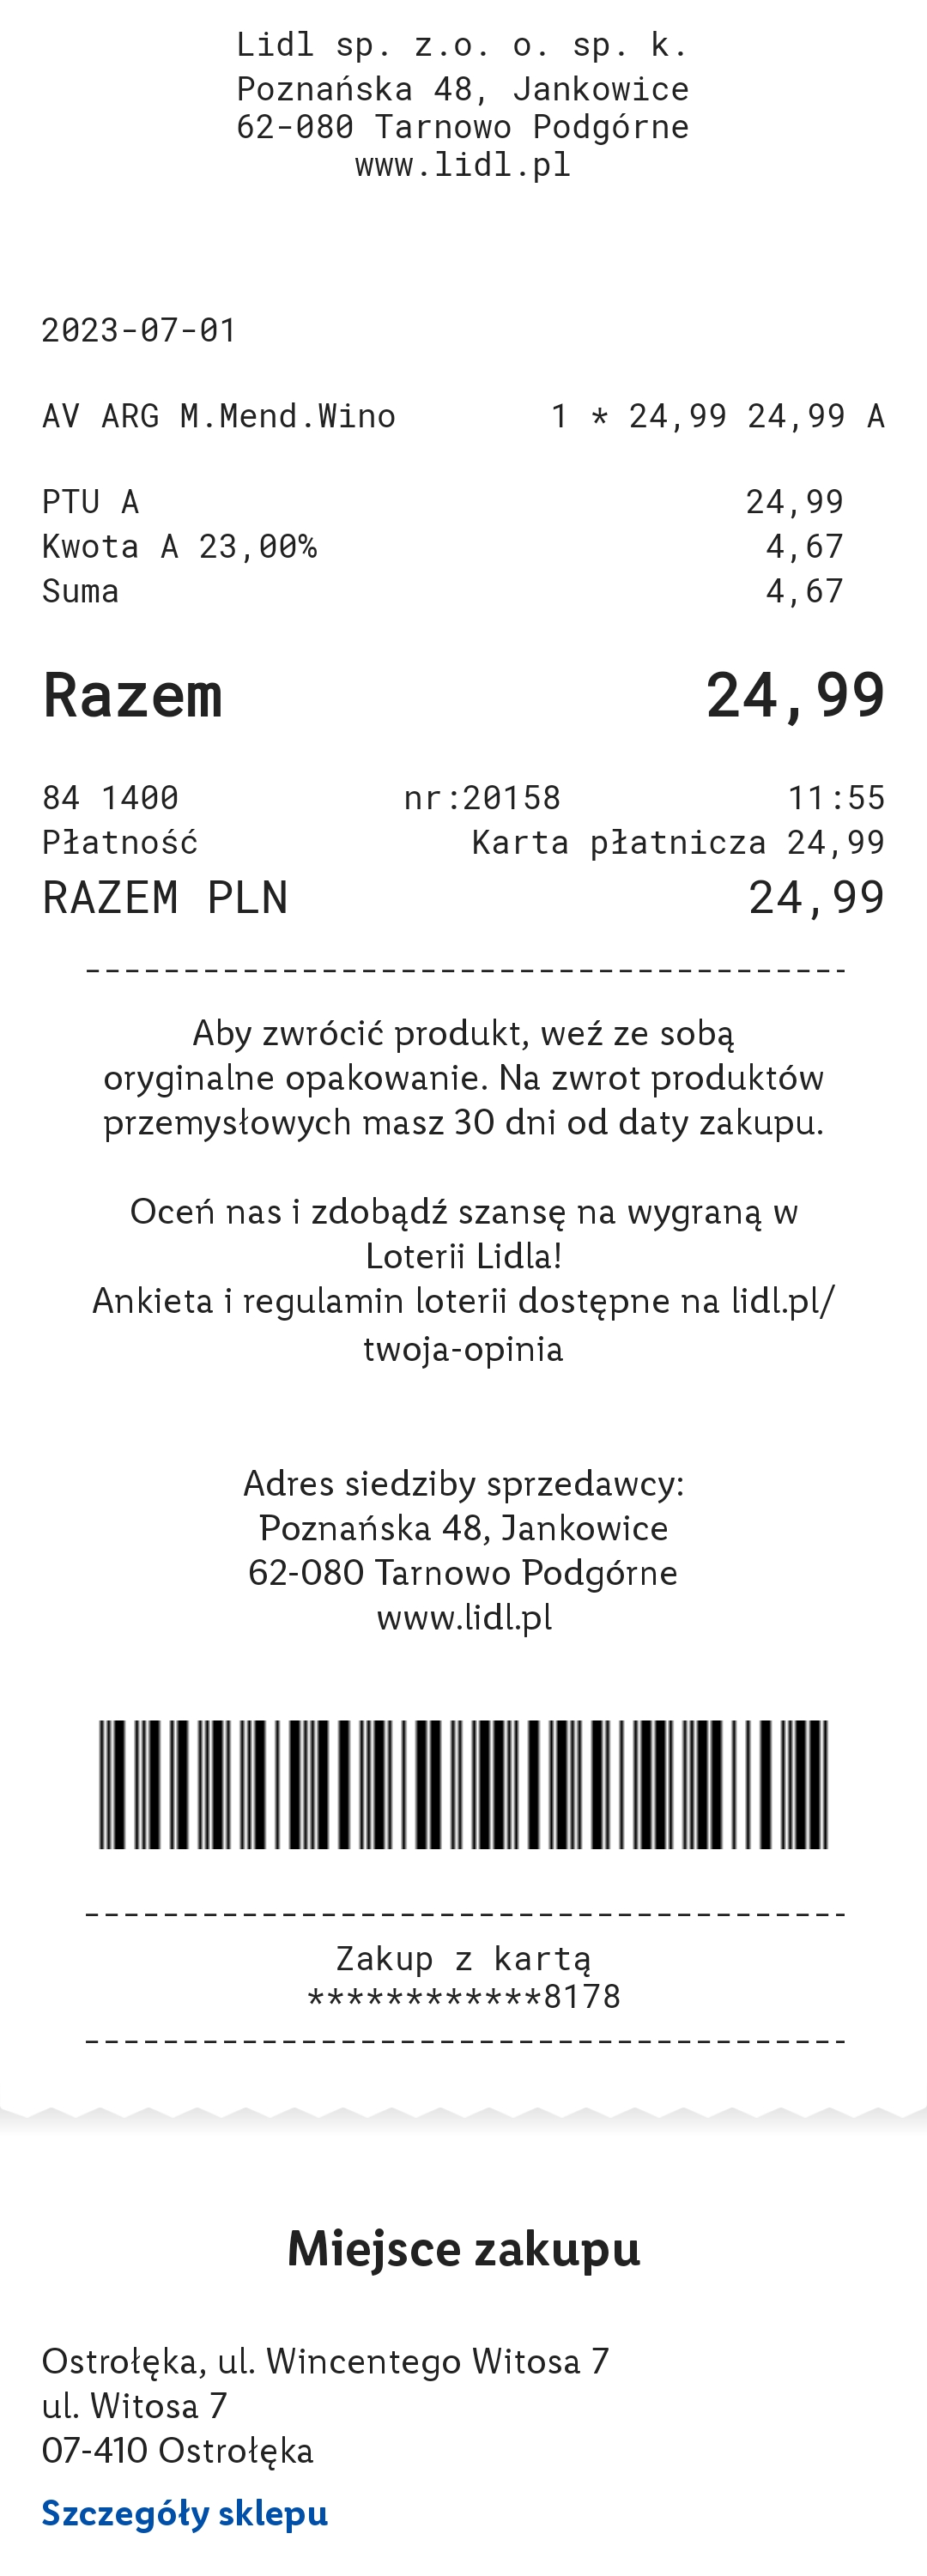 Lidl sp. z.o. o. sp. k.
Poznańska 48, Jankowice
62-080 Tarnowo Podgórne
www.lidl.pl
2023-07-01
AV ARG M.Mend.Wino 1 * 24,99 24,99 A
PTU A 24,99
Kwota A 23,00% 4,67
Suma 4,67
Razem 24,99
84 1400 nr:20158 11:55
Płatność Karta płatnicza 24,99
RAZEM PLN 24,99
Aby zwrócić produkt, weź ze sobą
oryginalne opakowanie. Na zwrot produktów
przemysłowych masz 30 dni od daty zakupu.
Oceń nas i zdobądź szansę na wygraną w
Loterii Lidla!
Ankieta i regulamin loterii dostępne na lidl.pl/
twoja-opinia
Adres siedziby sprzedawcy:
Poznańska 48, Jankowice
62-080 Tarnowo Podgórne
www.lidl.pl
Zakup z kartą
************8178
Miejsce zakupu
Ostrołęka, ul. Wincentego Witosa 7
ul. Witosa 7
07-410 Ostrołęka
Szczegóły sklepu